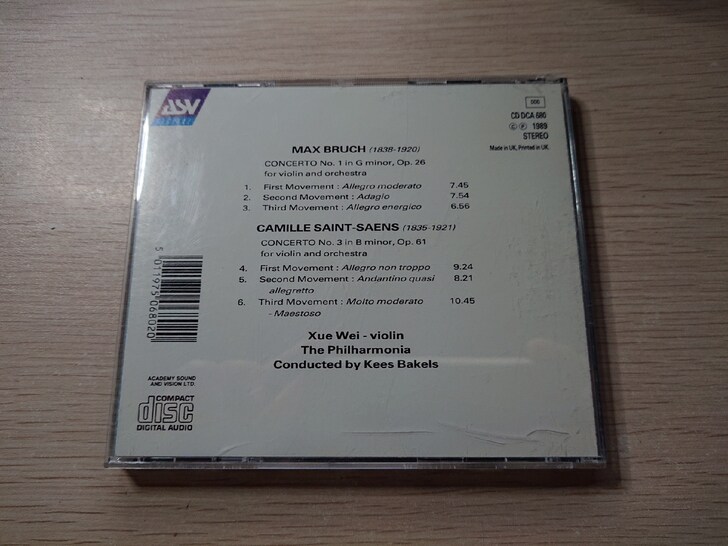 ASV
DDD
CD DCA 680
© ℗ 1989
STEREO
Made in UK, Printed in UK.
MAX BRUCH (1838-1920)
CONCERTO No. 1 in G minor, Op. 26
for violin and orchestra
1. First Movement : Allegro moderato 7.45
2. Second Movement : Adagio 7.54
3. Third Movement : Allegro energico 6.56
CAMILLE SAINT-SAENS (1835-1921)
CONCERTO No. 3 in B minor, Op. 61
for violin and orchestra
4. First Movement : Allegro non troppo 9.24
5. Second Movement : Andantino quasi 8.21
allegretto
6. Third Movement : Molto moderato 10.45
- Maestoso
Xue Wei - violin
The Philharmonia
Conducted by Kees Bakels
5 011975 068020
ACADEMY SOUND
AND VISION LTD.
COMPACT
disc
DIGITAL AUDIO